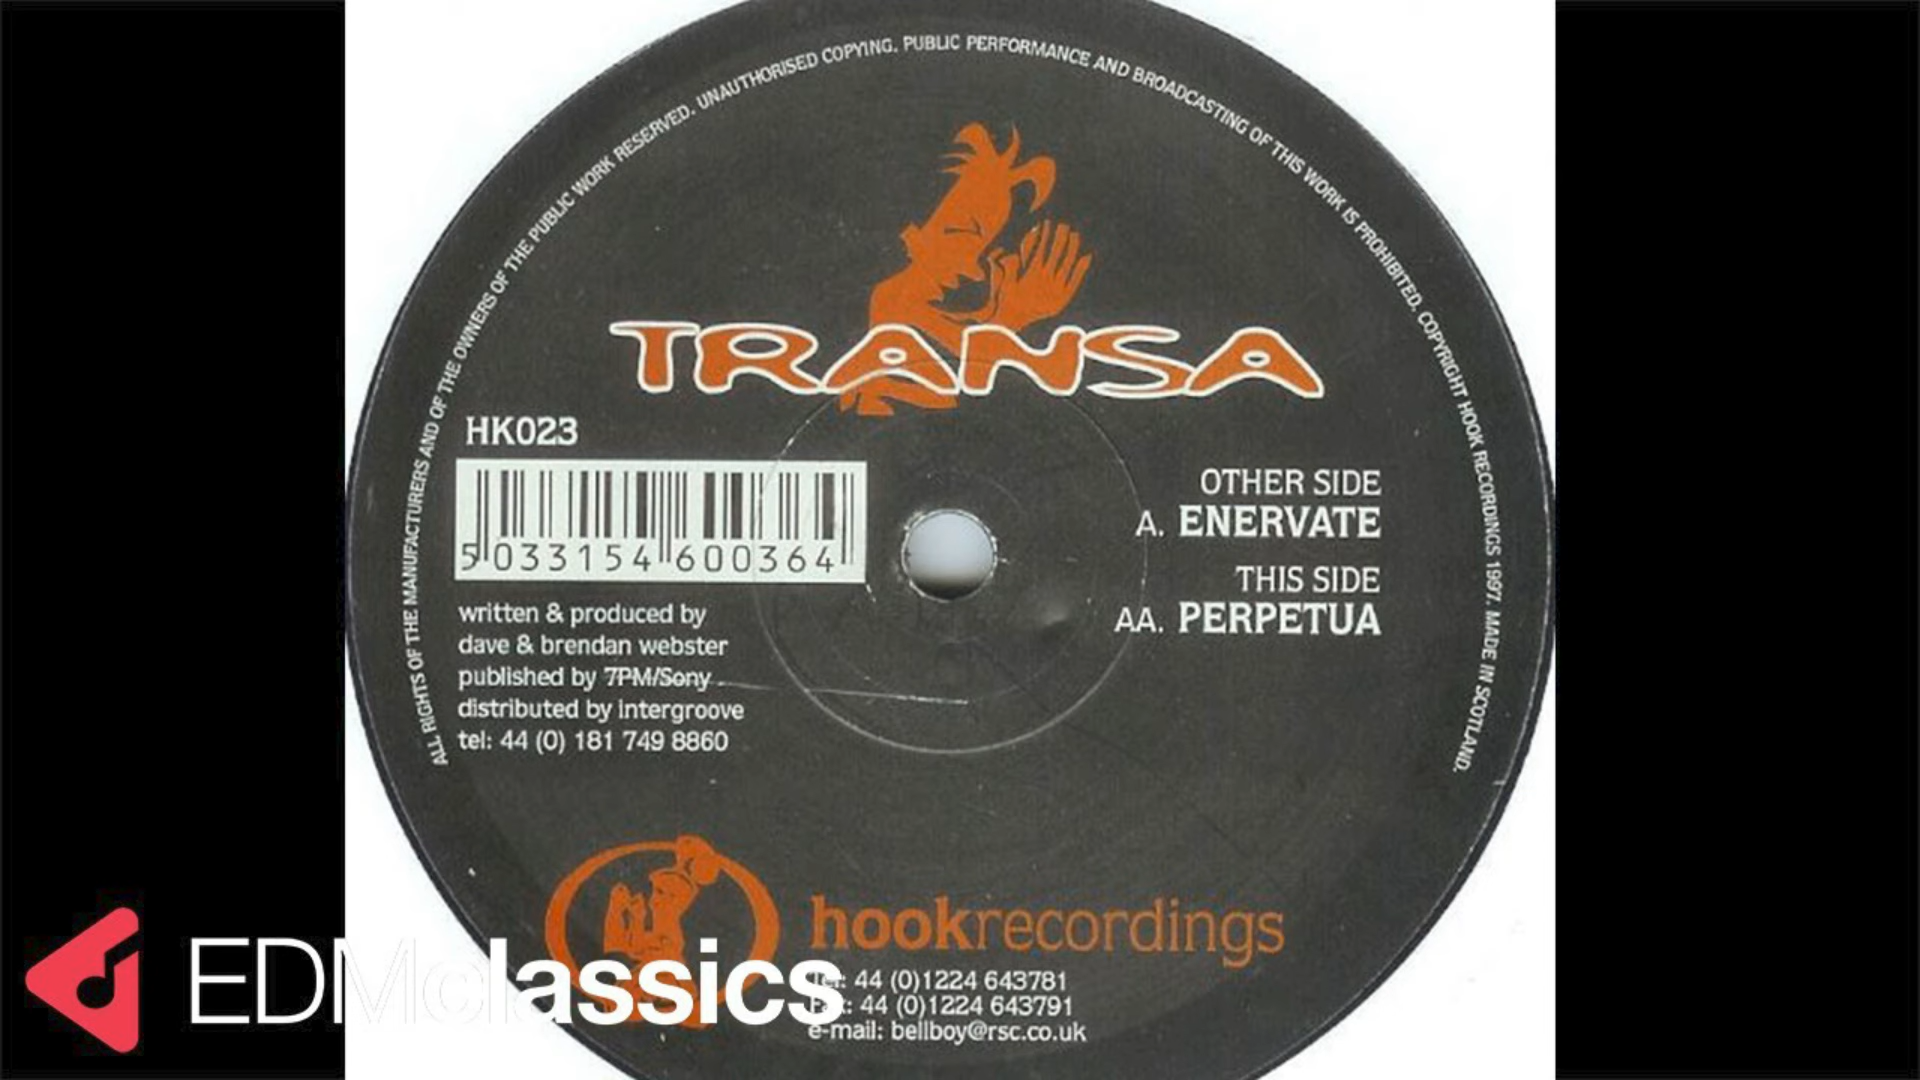 ALL RIGHTS OF THE MANUFACTURERS AND OF THE OWNERS OF THE PUBLIC WORK RESERVED. UNAUTHORISED COPYING. PUBLIC PERFORMANCE AND BROADCASTING OF THIS WORK IS PROHIBITED. COPYRIGHT HOOK RECORDINGS 1997. MADE IN SCOTLAND.
TRANSA
HK023
5 033154 600364
written & produced by
dave & brendan webster
published by 7PM/Sony
distributed by intergroove
tel: 44 (0) 181 749 8860
OTHER SIDE
A. ENERVATE
THIS SIDE
AA. PERPETUA
hookrecordings
Tel: 44 (0)1224 643781
Fax: 44 (0)1224 643791
e-mail: bellboy@rsc.co.uk
EDMclassics